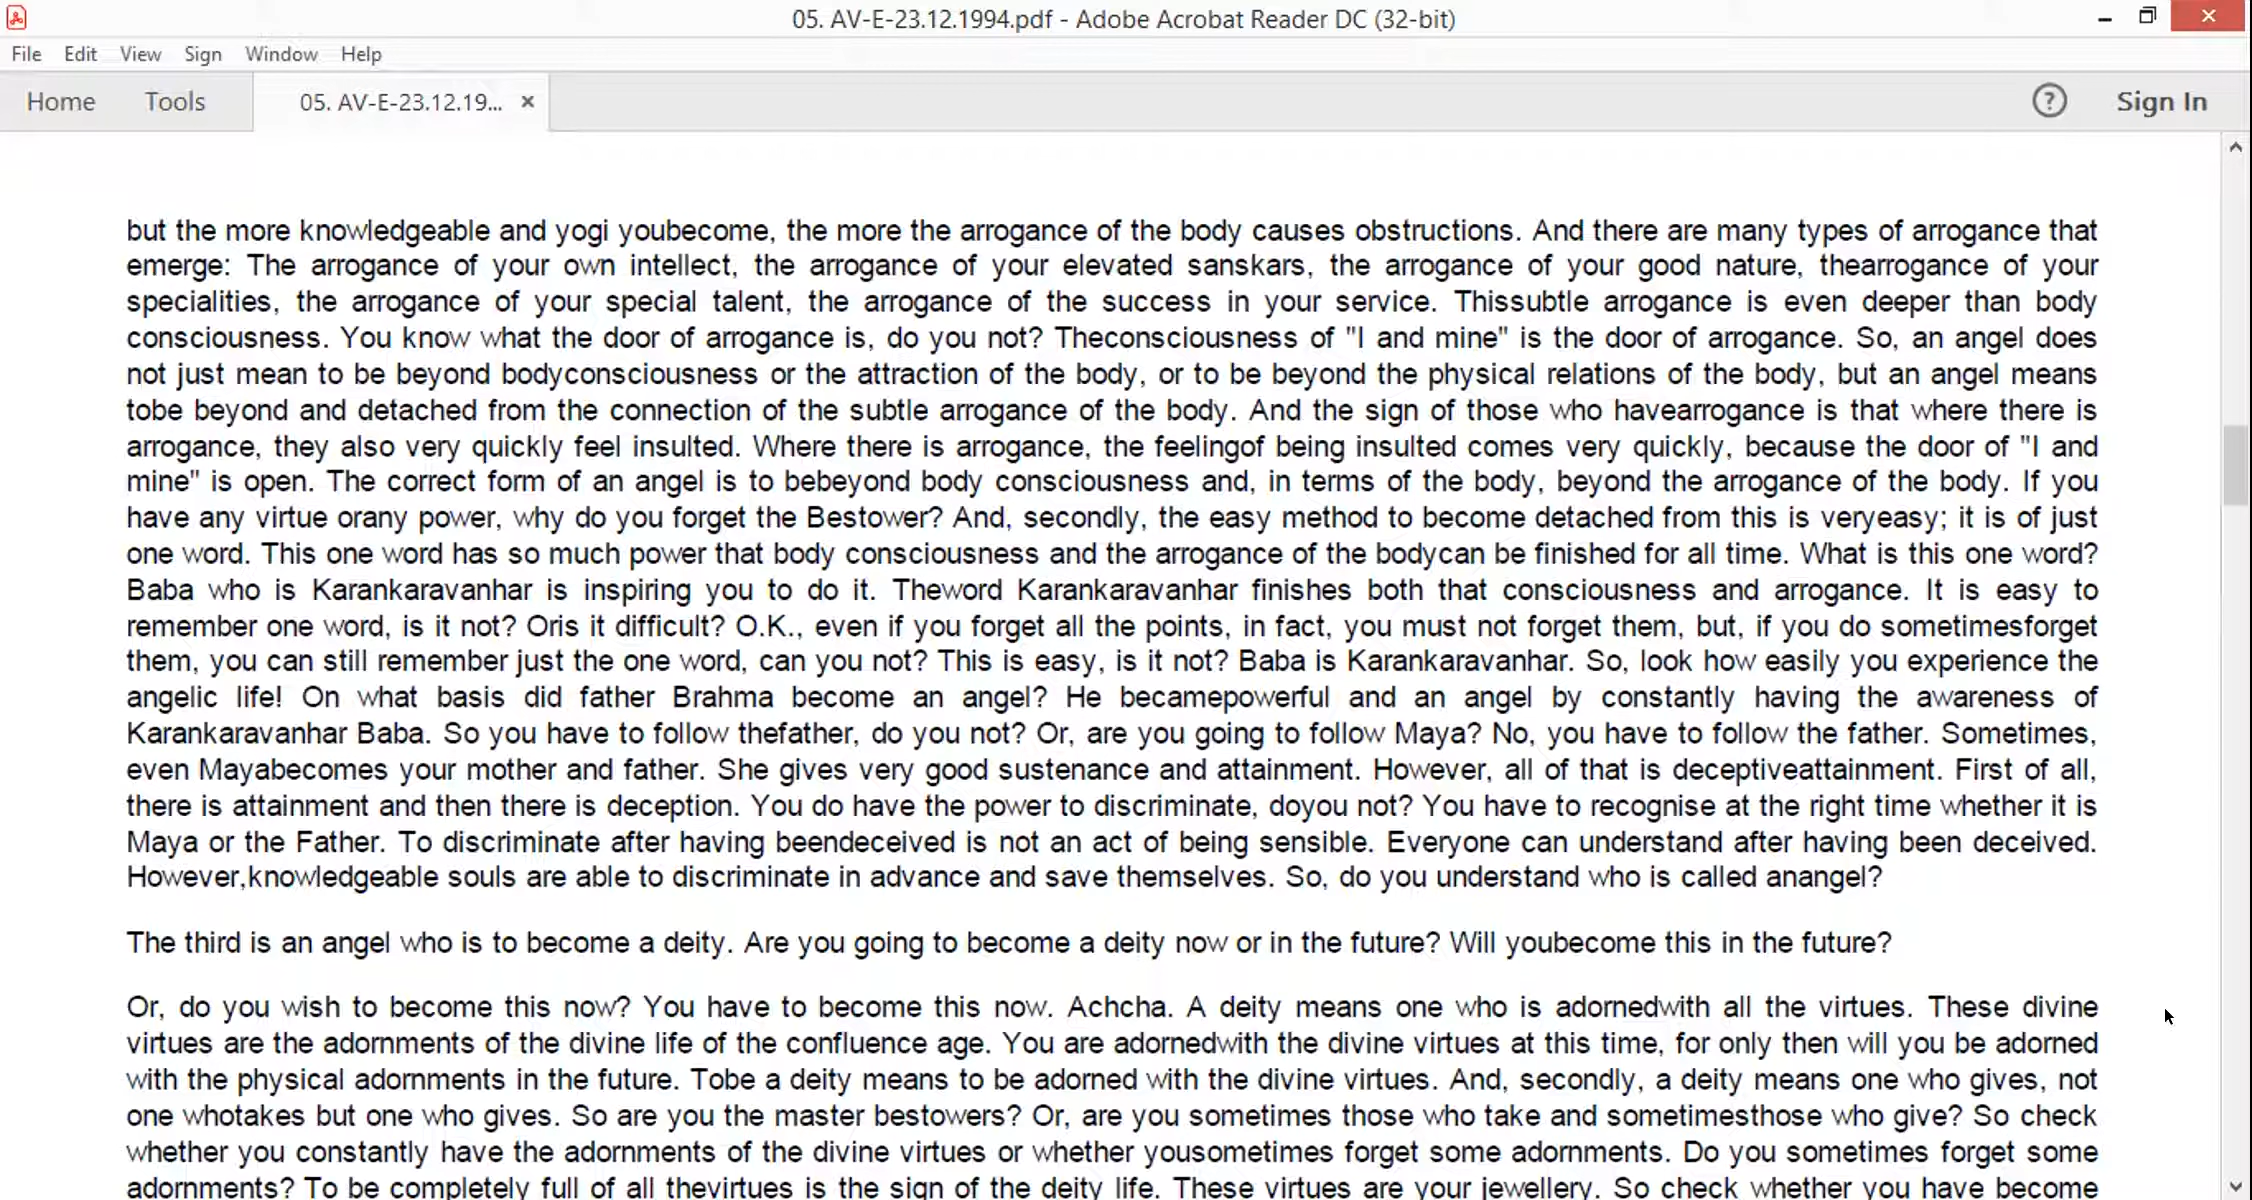 05. AV-E-23.12.1994.pdf - Adobe Acrobat Reader DC (32-bit)
File Edit View Sign Window Help
Home Tools 05. AV-E-23.12.19... × ? Sign In
but the more knowledgeable and yogi youbecome, the more the arrogance of the body causes obstructions. And there are many types of arrogance that
emerge: The arrogance of your own intellect, the arrogance of your elevated sanskars, the arrogance of your good nature, thearrogance of your
specialities, the arrogance of your special talent, the arrogance of the success in your service. Thissubtle arrogance is even deeper than body
consciousness. You know what the door of arrogance is, do you not? Theconsciousness of "I and mine" is the door of arrogance. So, an angel does
not just mean to be beyond bodyconsciousness or the attraction of the body, or to be beyond the physical relations of the body, but an angel means
tobe beyond and detached from the connection of the subtle arrogance of the body. And the sign of those who havearrogance is that where there is
arrogance, they also very quickly feel insulted. Where there is arrogance, the feelingof being insulted comes very quickly, because the door of "I and
mine" is open. The correct form of an angel is to bebeyond body consciousness and, in terms of the body, beyond the arrogance of the body. If you
have any virtue orany power, why do you forget the Bestower? And, secondly, the easy method to become detached from this is veryeasy; it is of just
one word. This one word has so much power that body consciousness and the arrogance of the bodycan be finished for all time. What is this one word?
Baba who is Karankaravanhar is inspiring you to do it. Theword Karankaravanhar finishes both that consciousness and arrogance. It is easy to
remember one word, is it not? Oris it difficult? O.K., even if you forget all the points, in fact, you must not forget them, but, if you do sometimesforget
them, you can still remember just the one word, can you not? This is easy, is it not? Baba is Karankaravanhar. So, look how easily you experience the
angelic life! On what basis did father Brahma become an angel? He becamepowerful and an angel by constantly having the awareness of
Karankaravanhar Baba. So you have to follow thefather, do you not? Or, are you going to follow Maya? No, you have to follow the father. Sometimes,
even Mayabecomes your mother and father. She gives very good sustenance and attainment. However, all of that is deceptiveattainment. First of all,
there is attainment and then there is deception. You do have the power to discriminate, doyou not? You have to recognise at the right time whether it is
Maya or the Father. To discriminate after having beendeceived is not an act of being sensible. Everyone can understand after having been deceived.
However,knowledgeable souls are able to discriminate in advance and save themselves. So, do you understand who is called anangel?
The third is an angel who is to become a deity. Are you going to become a deity now or in the future? Will youbecome this in the future?
Or, do you wish to become this now? You have to become this now. Achcha. A deity means one who is adornedwith all the virtues. These divine
virtues are the adornments of the divine life of the confluence age. You are adornedwith the divine virtues at this time, for only then will you be adorned
with the physical adornments in the future. Tobe a deity means to be adorned with the divine virtues. And, secondly, a deity means one who gives, not
one whotakes but one who gives. So are you the master bestowers? Or, are you sometimes those who take and sometimesthose who give? So check
whether you constantly have the adornments of the divine virtues or whether yousometimes forget some adornments. Do you sometimes forget some
adornments? To be completely full of all thevirtues is the sign of the deity life. These virtues are your jewellery. So check whether you have become